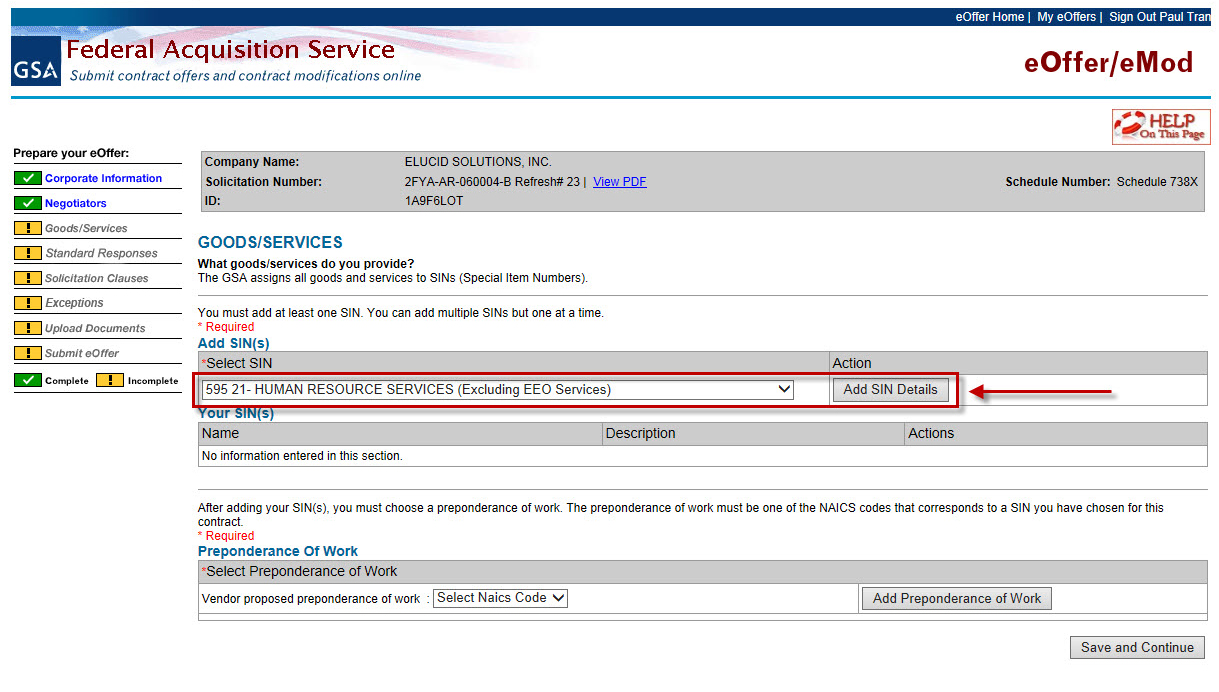 eOffer Home | My eOffers | Sign Out Paul Tran
GSA
Federal Acquisition Service
Submit contract offers and contract modifications online
eOffer/eMod
HELP
On This Page
Prepare your eOffer:
Corporate Information
Negotiators
Goods/Services
Standard Responses
Solicitation Clauses
Exceptions
Upload Documents
Submit eOffer
Complete ! Incomplete
Company Name: ELUCID SOLUTIONS, INC.
Solicitation Number: 2FYA-AR-060004-B Refresh# 23 | View PDF Schedule Number: Schedule 738X
ID: 1A9F6LOT
GOODS/SERVICES
What goods/services do you provide?
The GSA assigns all goods and services to SINs (Special Item Numbers).
You must add at least one SIN. You can add multiple SINs but one at a time.
* Required
Add SIN(s)
*Select SIN Action
595 21- HUMAN RESOURCE SERVICES (Excluding EEO Services) Add SIN Details
Your SIN(s)
Name Description Actions
No information entered in this section.
After adding your SIN(s), you must choose a preponderance of work. The preponderance of work must be one of the NAICS codes that corresponds to a SIN you have chosen for this
contract.
* Required
Preponderance Of Work
*Select Preponderance of Work
Vendor proposed preponderance of work : Select Naics Code Add Preponderance of Work
Save and Continue